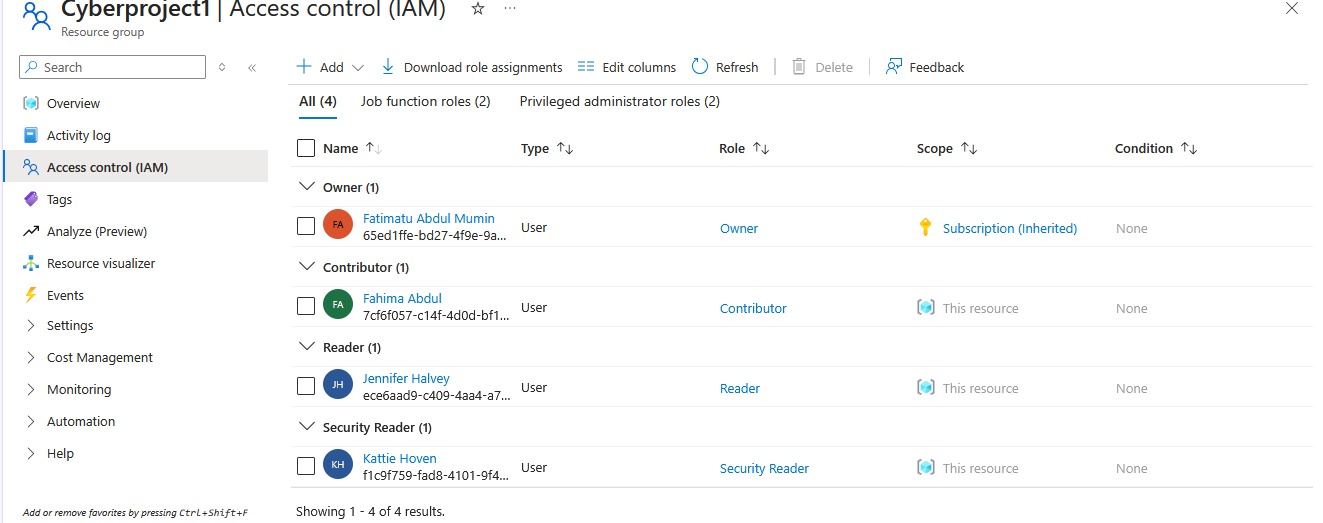 Cyberproject1 | Access control (IAM) ☆ ···
Resource group
Search
Overview
Activity log
Access control (IAM)
Tags
Analyze (Preview)
Resource visualizer
Events
Settings
Cost Management
Monitoring
Automation
Help
Add or remove favorites by pressing Ctrl+Shift+F
Add Download role assignments Edit columns Refresh Delete Feedback
All (4) Job function roles (2) Privileged administrator roles (2)
Name Type Role Scope Condition
Owner (1)
FA Fatimatu Abdul Mumin User Owner Subscription (Inherited) None
65ed1ffe-bd27-4f9e-9a...
Contributor (1)
FA Fahima Abdul User Contributor This resource None
7cf6f057-c14f-4d0d-bf1...
Reader (1)
JH Jennifer Halvey User Reader This resource None
ece6aad9-c409-4aa4-a7...
Security Reader (1)
KH Kattie Hoven User Security Reader This resource None
f1c9f759-fad8-4101-9f4...
Showing 1 - 4 of 4 results.